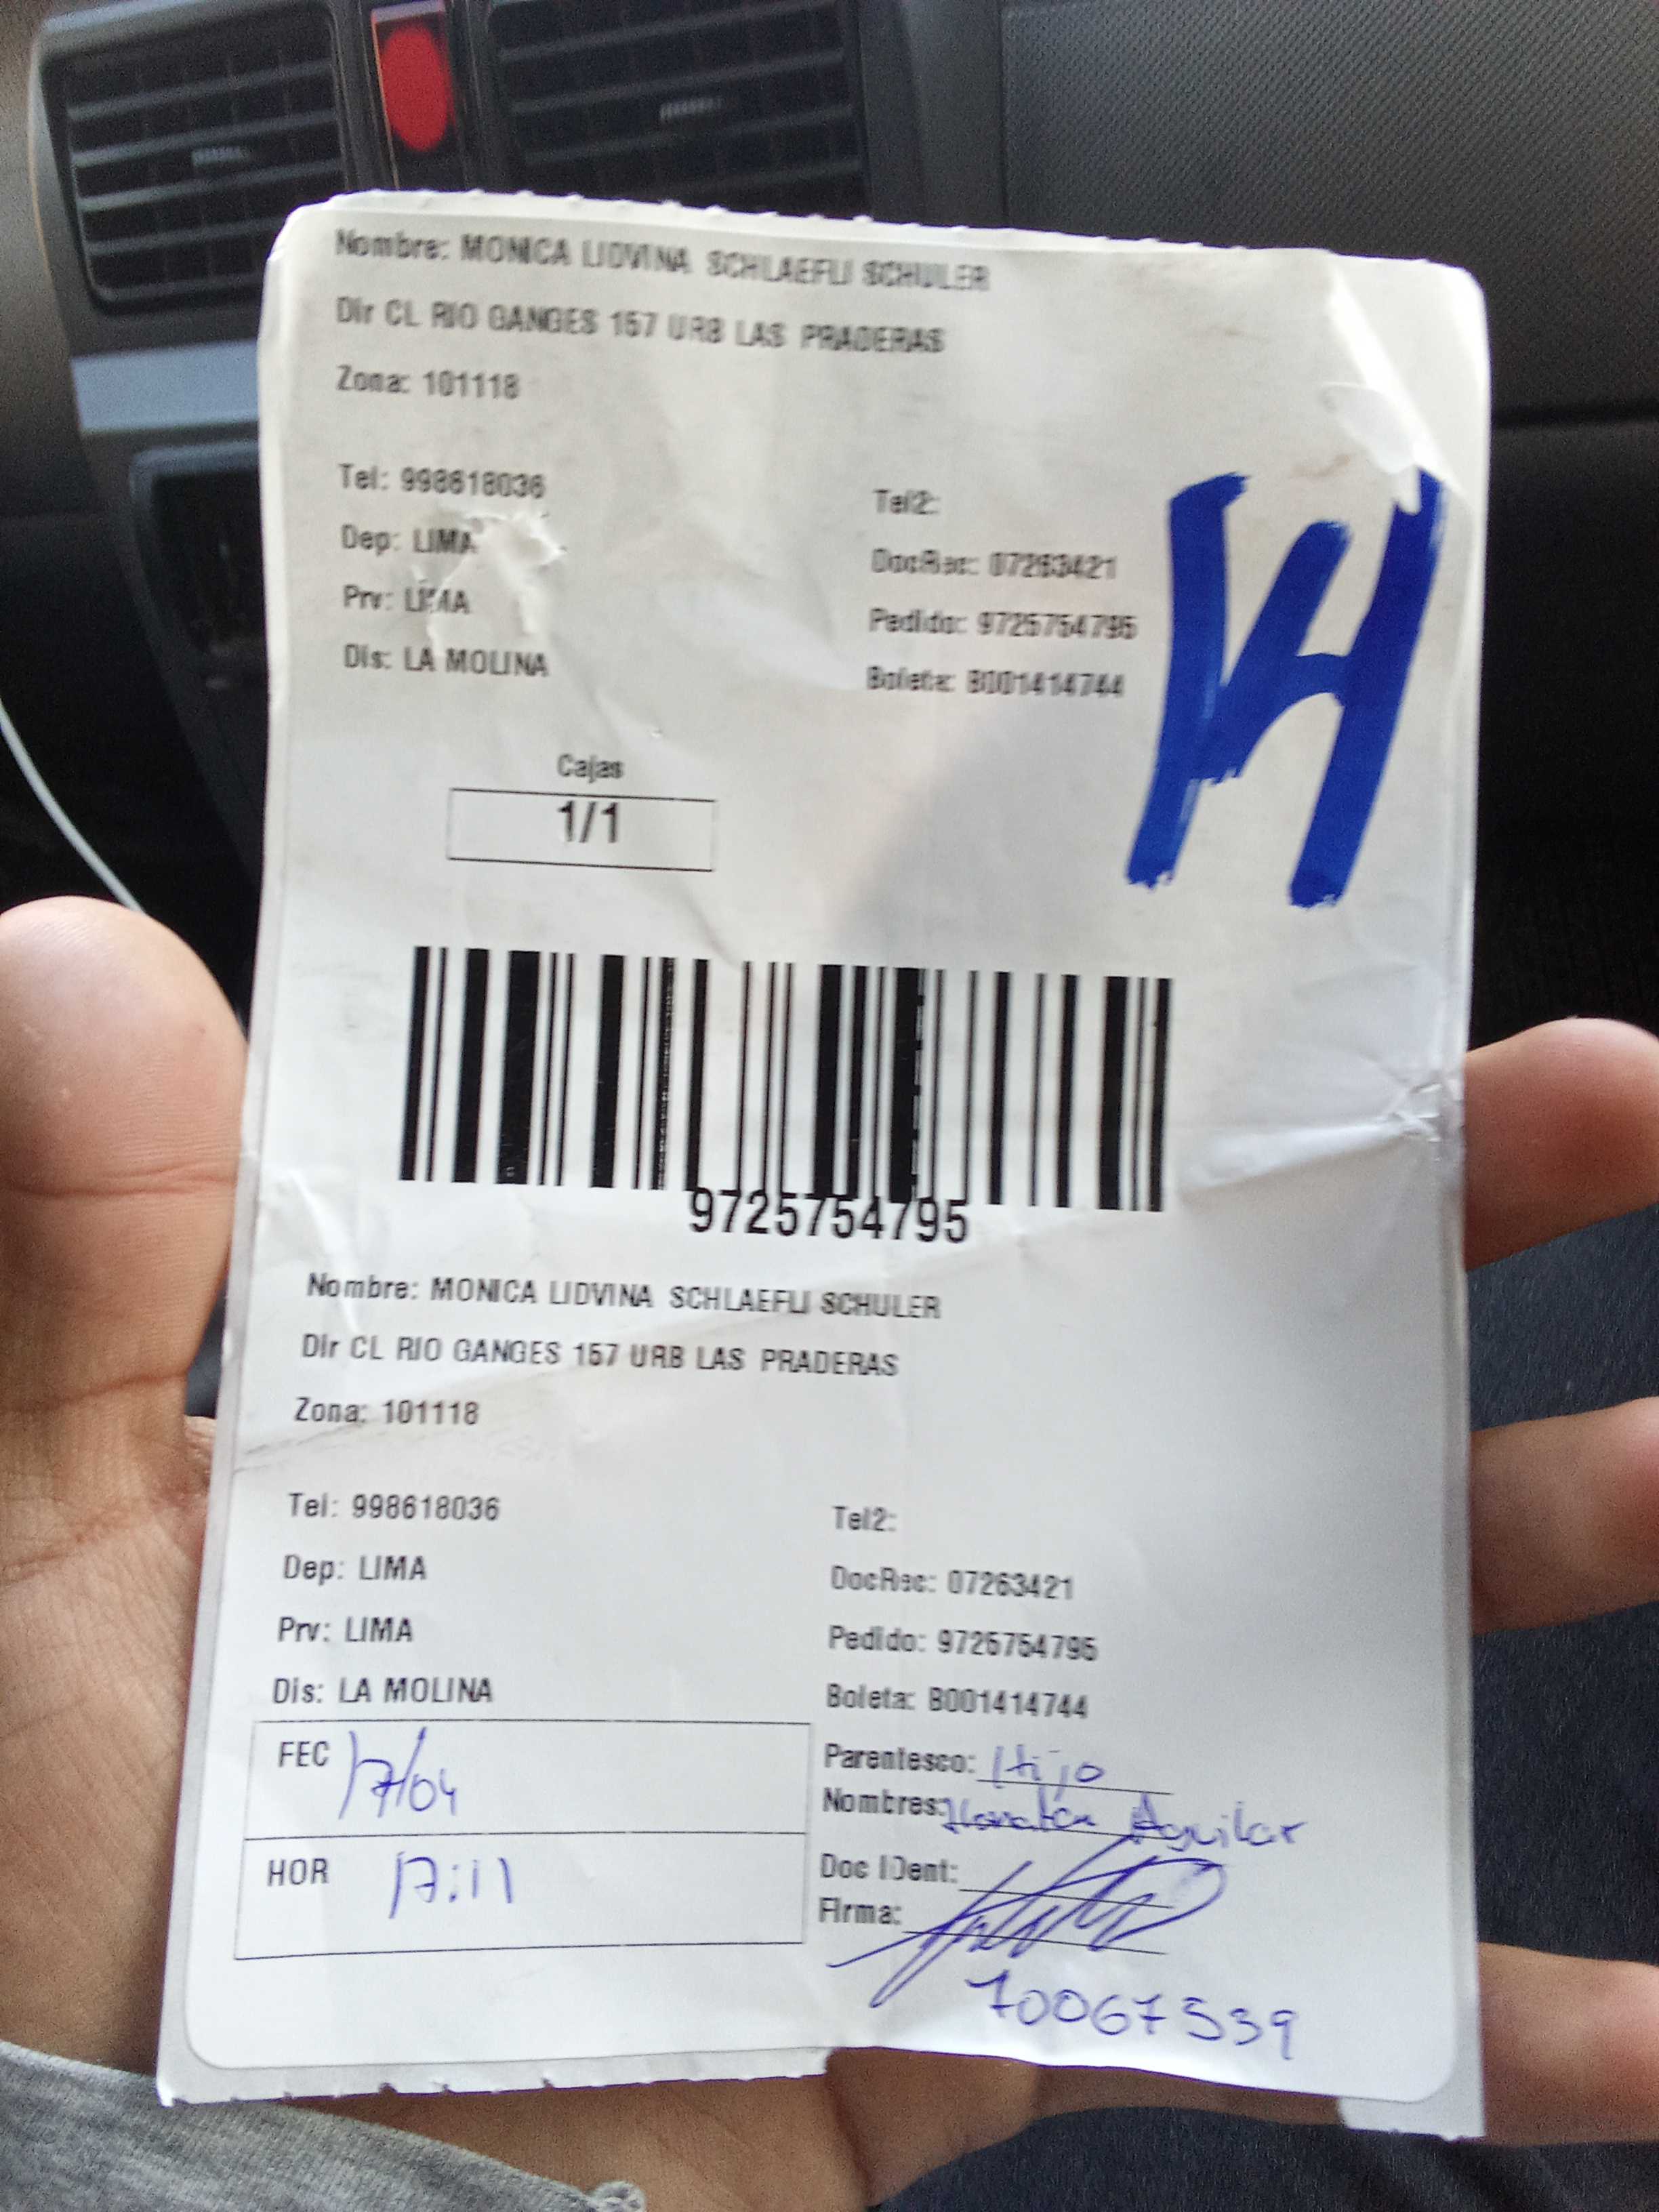 Nombre: MONICA LIDVINA SCHLAEFLI SCHULER
Dir CL RIO GANGES 157 URB LAS PRADERAS
Zona: 101118
Tel: 998618036
Tel2:
Dep: LIMA
DocRec: 07263421
Prv: LIMA
Pedido: 9725754795
Dis: LA MOLINA
Boleta: B001414744
H
Cajas
1/1
9725754795
Nombre: MONICA LIDVINA SCHLAEFLI SCHULER
Dir CL RIO GANGES 157 URB LAS PRADERAS
Zona: 101118
Tel: 998618036
Tel2:
Dep: LIMA
DocRec: 07263421
Prv: LIMA
Pedido: 9725754795
Dis: LA MOLINA
Boleta: B001414744
FEC 17/04
Parentesco: Hijo
Nombres: Aguilar
HOR 17:11
Doc IDent:
Firma:
70067539